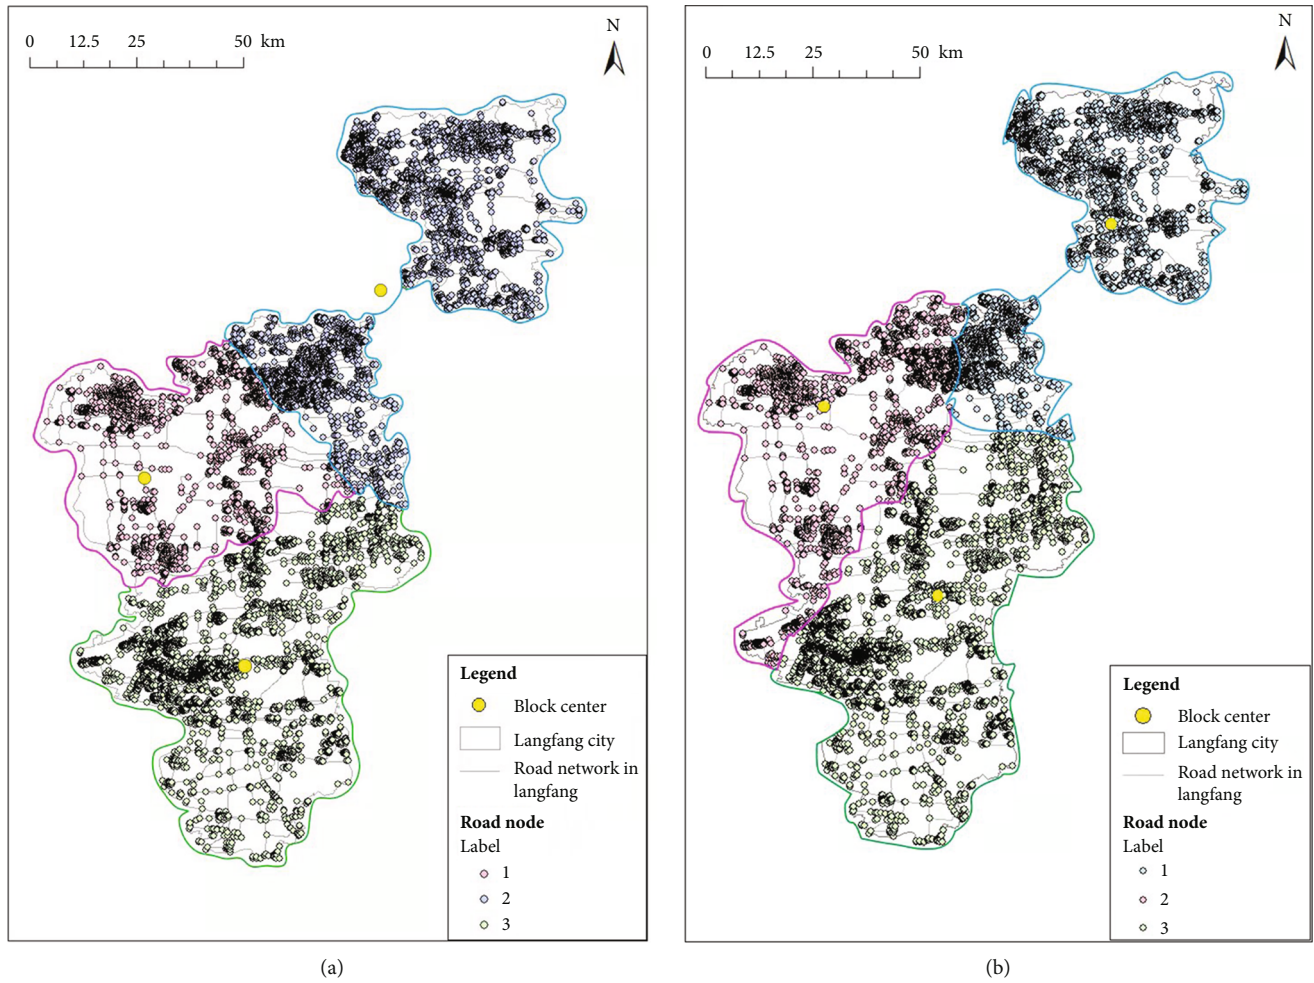 0 12.5 25 50 km
N
Legend
Block center
Langfang city
Road network in
langfang
Road node
Label
1
2
3
(a)
0 12.5 25 50 km
N
Legend
Block center
Langfang city
Road network in
langfang
Road node
Label
1
2
3
(b)